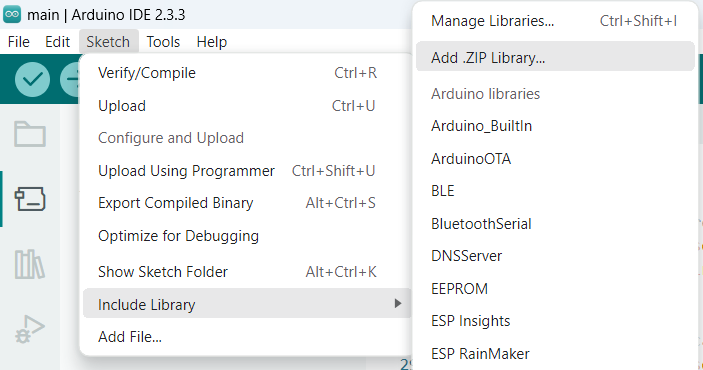 main | Arduino IDE 2.3.3
File Edit Sketch Tools Help
Verify/Compile Ctrl+R
Upload Ctrl+U
Configure and Upload
Upload Using Programmer Ctrl+Shift+U
Export Compiled Binary Alt+Ctrl+S
Optimize for Debugging
Show Sketch Folder Alt+Ctrl+K
Include Library
Add File...
Manage Libraries... Ctrl+Shift+I
Add .ZIP Library...
Arduino libraries
Arduino_BuiltIn
ArduinoOTA
BLE
BluetoothSerial
DNSServer
EEPROM
ESP Insights
ESP RainMaker